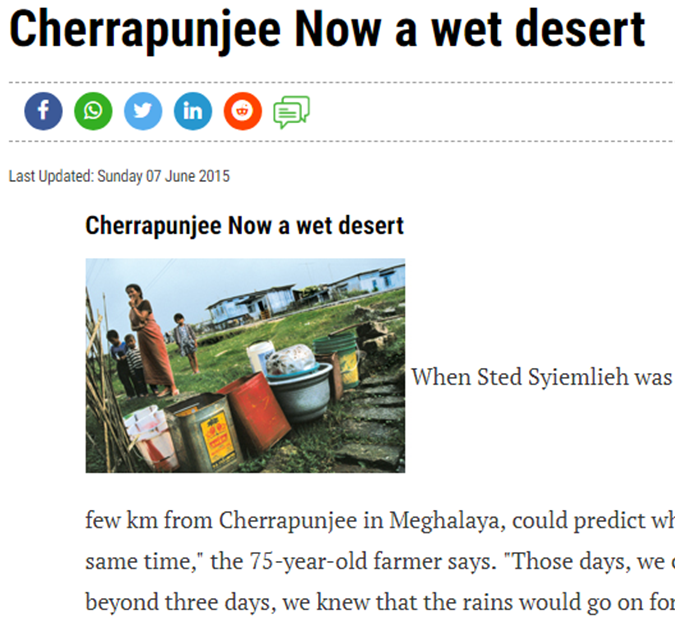 Cherrapunjee Now a wet desert
Last Updated: Sunday 07 June 2015
Cherrapunjee Now a wet desert
When Sted Syiemlieh was
few km from Cherrapunjee in Meghalaya, could predict
same time," the 75-year-old farmer says. "Those days, we
beyond three days, we knew that the rains would go on for